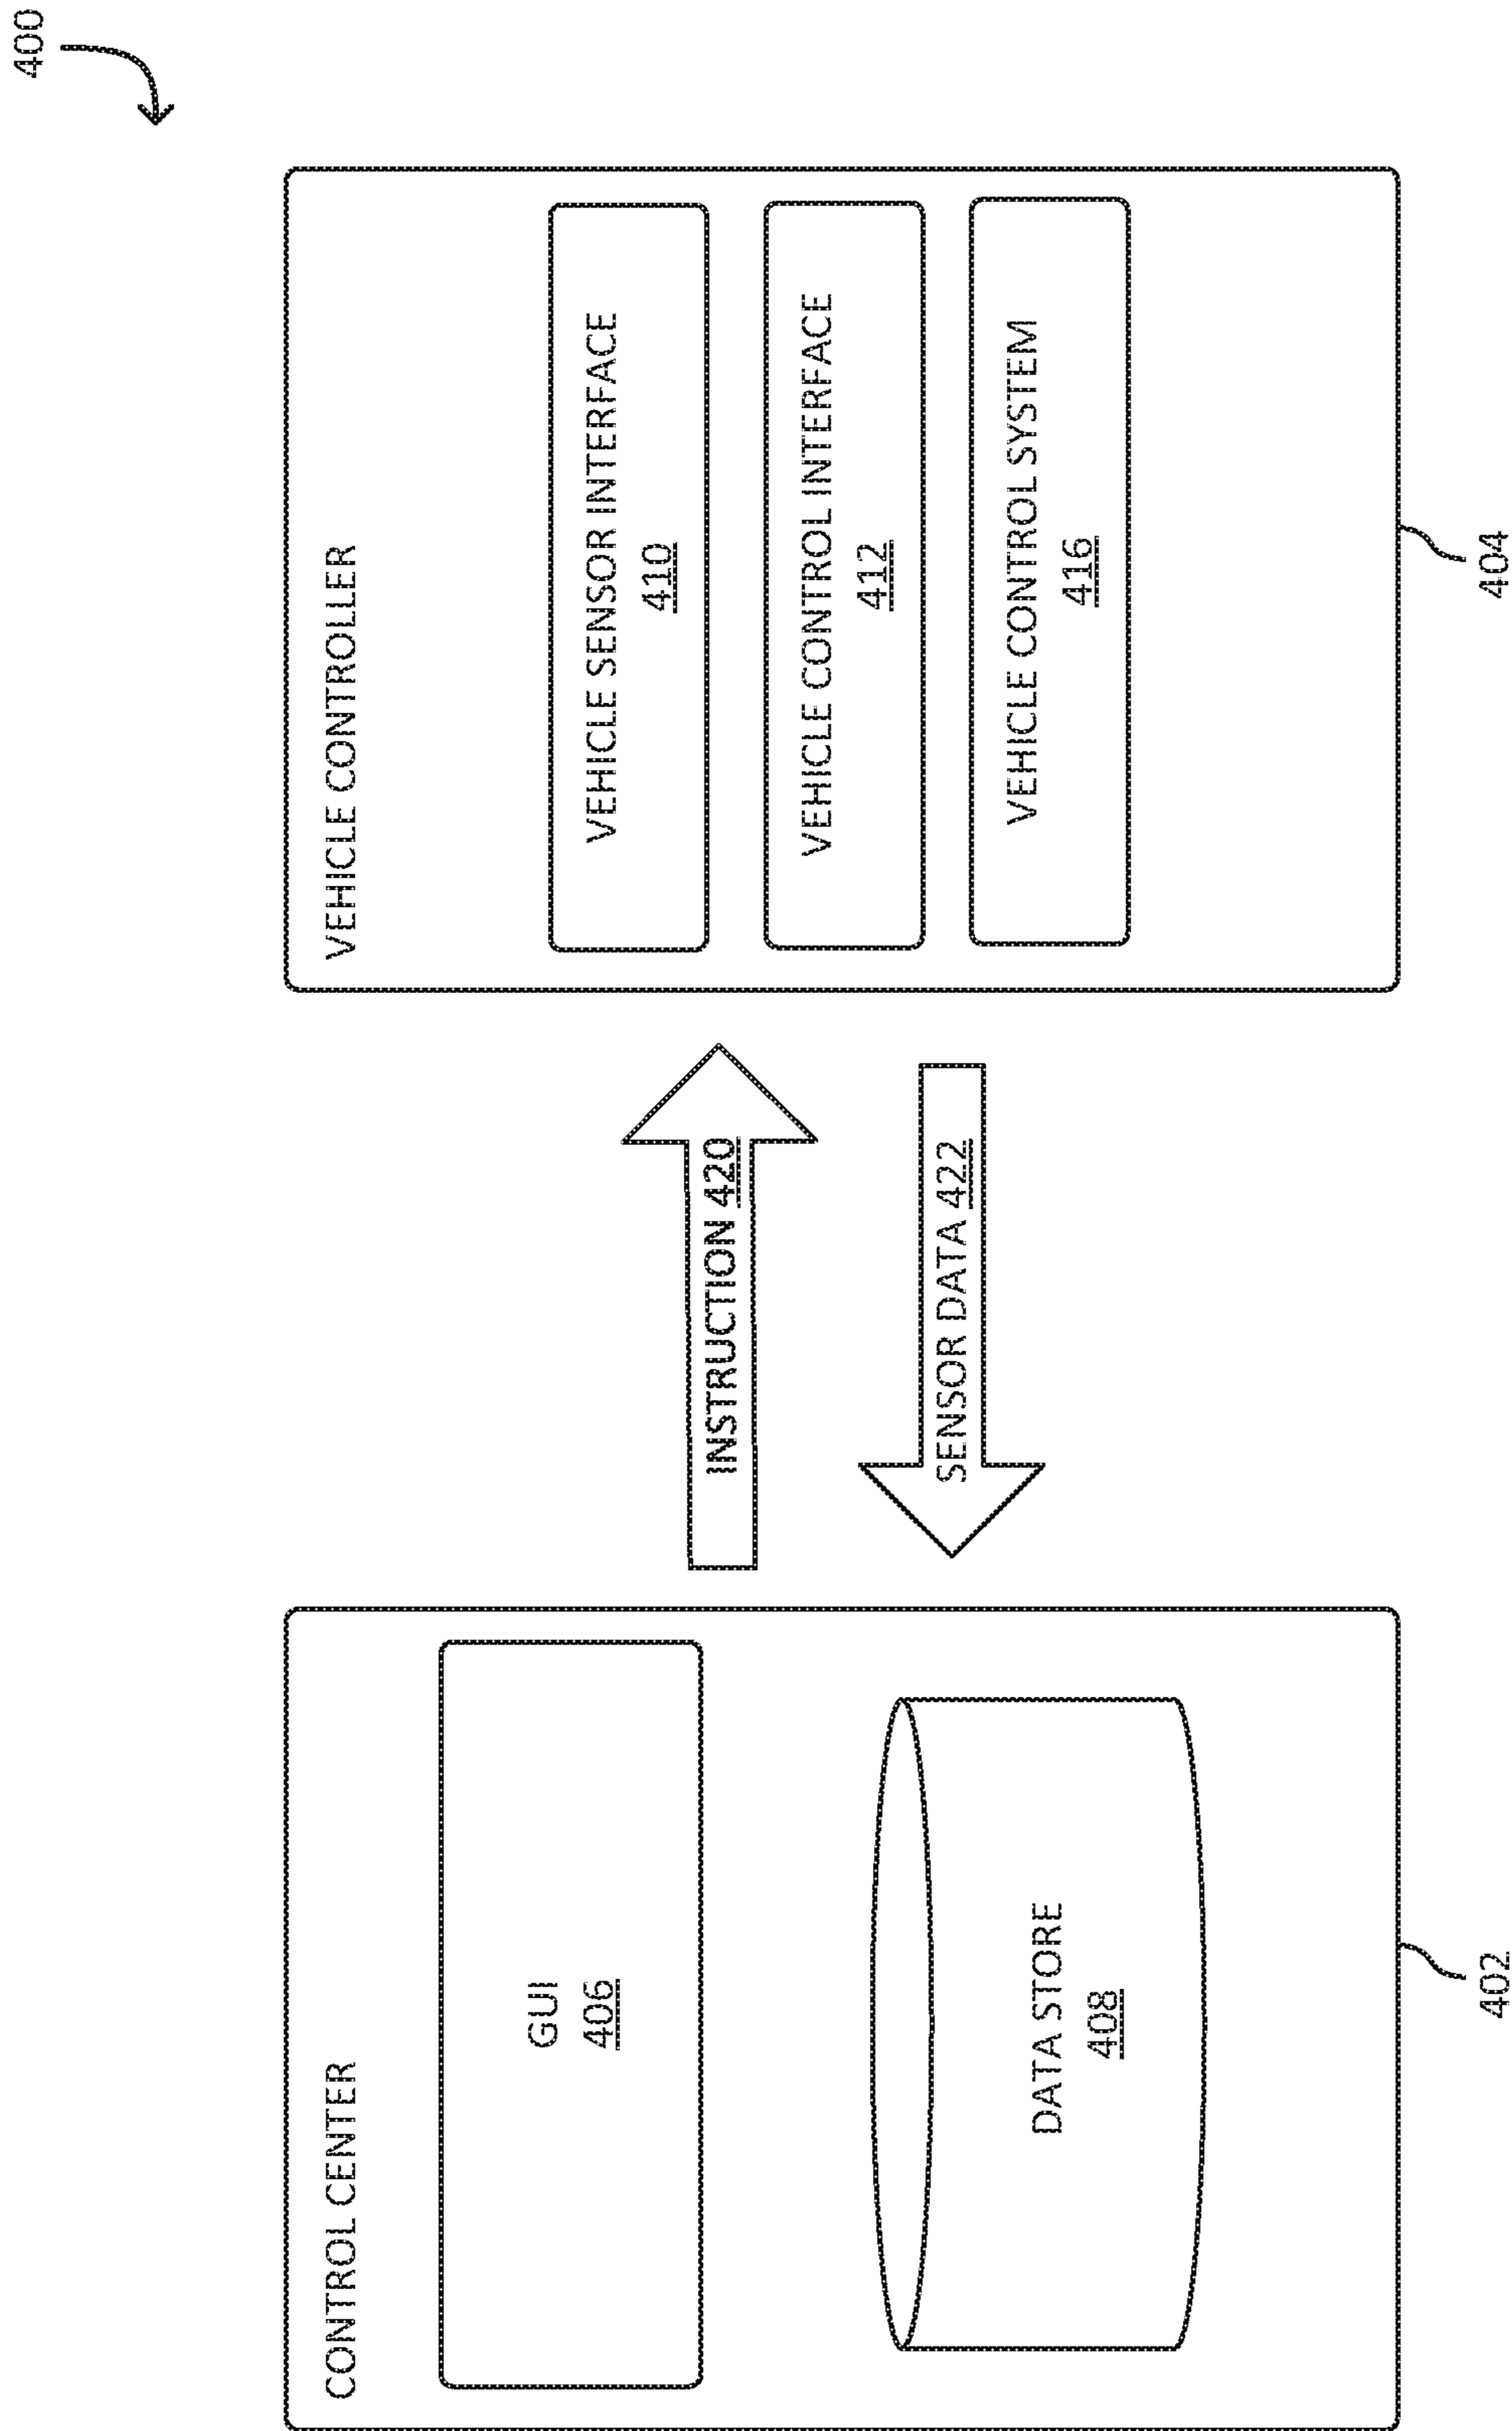 400
CONTROL CENTER
GUI
406
DATA STORE
408
402
INSTRUCTION 420
SENSOR DATA 422
VEHICLE CONTROLLER
VEHICLE SENSOR INTERFACE
410
VEHICLE CONTROL INTERFACE
412
VEHICLE CONTROL SYSTEM
416
404